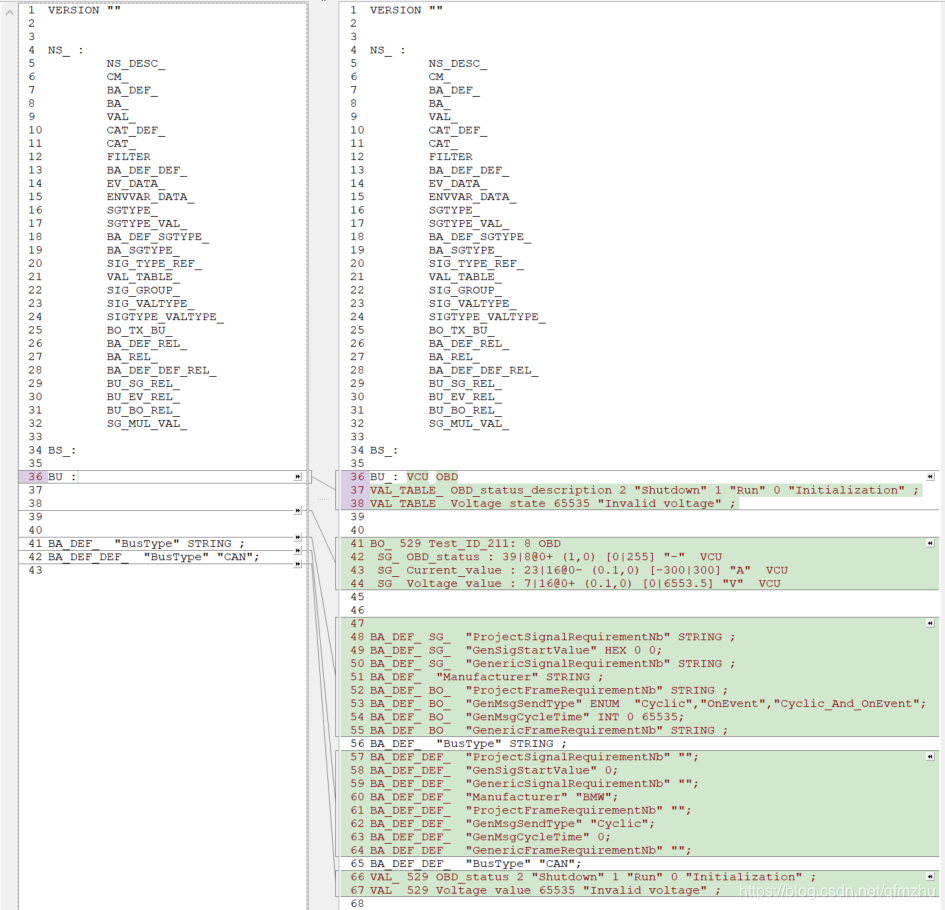 1 VERSION ""
2
3
4 NS_ :
5 NS_DESC_
6 CM_
7 BA_DEF_
8 BA_
9 VAL_
10 CAT_DEF_
11 CAT_
12 FILTER
13 BA_DEF_DEF_
14 EV_DATA_
15 ENVVAR_DATA_
16 SGTYPE_
17 SGTYPE_VAL_
18 BA_DEF_SGTYPE_
19 BA_SGTYPE_
20 SIG_TYPE_REF_
21 VAL_TABLE_
22 SIG_GROUP_
23 SIG_VALTYPE_
24 SIGTYPE_VALTYPE_
25 BO_TX_BU_
26 BA_DEF_REL_
27 BA_REL_
28 BA_DEF_DEF_REL_
29 BU_SG_REL_
30 BU_EV_REL_
31 BU_BO_REL_
32 SG_MUL_VAL_
33
34 BS_:
35
36 BU :
37
38
39
40
41 BA_DEF_ "BusType" STRING ;
42 BA_DEF_DEF_ "BusType" "CAN";
43
1 VERSION ""
2
3
4 NS_ :
5 NS_DESC_
6 CM_
7 BA_DEF_
8 BA_
9 VAL_
10 CAT_DEF_
11 CAT_
12 FILTER
13 BA_DEF_DEF_
14 EV_DATA_
15 ENVVAR_DATA_
16 SGTYPE_
17 SGTYPE_VAL_
18 BA_DEF_SGTYPE_
19 BA_SGTYPE_
20 SIG_TYPE_REF_
21 VAL_TABLE_
22 SIG_GROUP_
23 SIG_VALTYPE_
24 SIGTYPE_VALTYPE_
25 BO_TX_BU_
26 BA_DEF_REL_
27 BA_REL_
28 BA_DEF_DEF_REL_
29 BU_SG_REL_
30 BU_EV_REL_
31 BU_BO_REL_
32 SG_MUL_VAL_
33
34 BS_:
35
36 BU_: VCU OBD
37 VAL_TABLE_ OBD_status_description 2 "Shutdown" 1 "Run" 0 "Initialization" ;
38 VAL TABLE Voltage state 65535 "Invalid voltage" ;
39
40
41 BO_ 529 Test_ID_211: 8 OBD
42 SG_ OBD_status : 39|8@0+ (1,0) [0|255] "-" VCU
43 SG_ Current_value : 23|16@0- (0.1,0) [-300|300] "A" VCU
44 SG Voltage value : 7|16@0+ (0.1,0) [0|6553.5] "V" VCU
45
46
47
48 BA_DEF_ SG_ "ProjectSignalRequirementNb" STRING ;
49 BA_DEF_ SG_ "GenSigStartValue" HEX 0 0;
50 BA_DEF_ SG_ "GenericSignalRequirementNb" STRING ;
51 BA_DEF_ "Manufacturer" STRING ;
52 BA_DEF_ BO_ "ProjectFrameRequirementNb" STRING ;
53 BA_DEF_ BO_ "GenMsgSendType" ENUM "Cyclic","OnEvent","Cyclic_And_OnEvent";
54 BA_DEF_ BO_ "GenMsgCycleTime" INT 0 65535;
55 BA_DEF BO "GenericFrameRequirementNb" STRING ;
56 BA_DEF_ "BusType" STRING ;
57 BA_DEF_DEF_ "ProjectSignalRequirementNb" "";
58 BA_DEF_DEF_ "GenSigStartValue" 0;
59 BA_DEF_DEF_ "GenericSignalRequirementNb" "";
60 BA_DEF_DEF_ "Manufacturer" "BMW";
61 BA_DEF_DEF_ "ProjectFrameRequirementNb" "";
62 BA_DEF_DEF_ "GenMsgSendType" "Cyclic";
63 BA_DEF_DEF_ "GenMsgCycleTime" 0;
64 BA_DEF_DEF_ "GenericFrameRequirementNb" "";
65 BA_DEF_DEF_ "BusType" "CAN";
66 VAL_ 529 OBD_status 2 "Shutdown" 1 "Run" 0 "Initialization" ;
67 VAL 529 Voltage value 65535 "Invalid voltage" ;
68
https://blog.csdn.net/qfmzhu